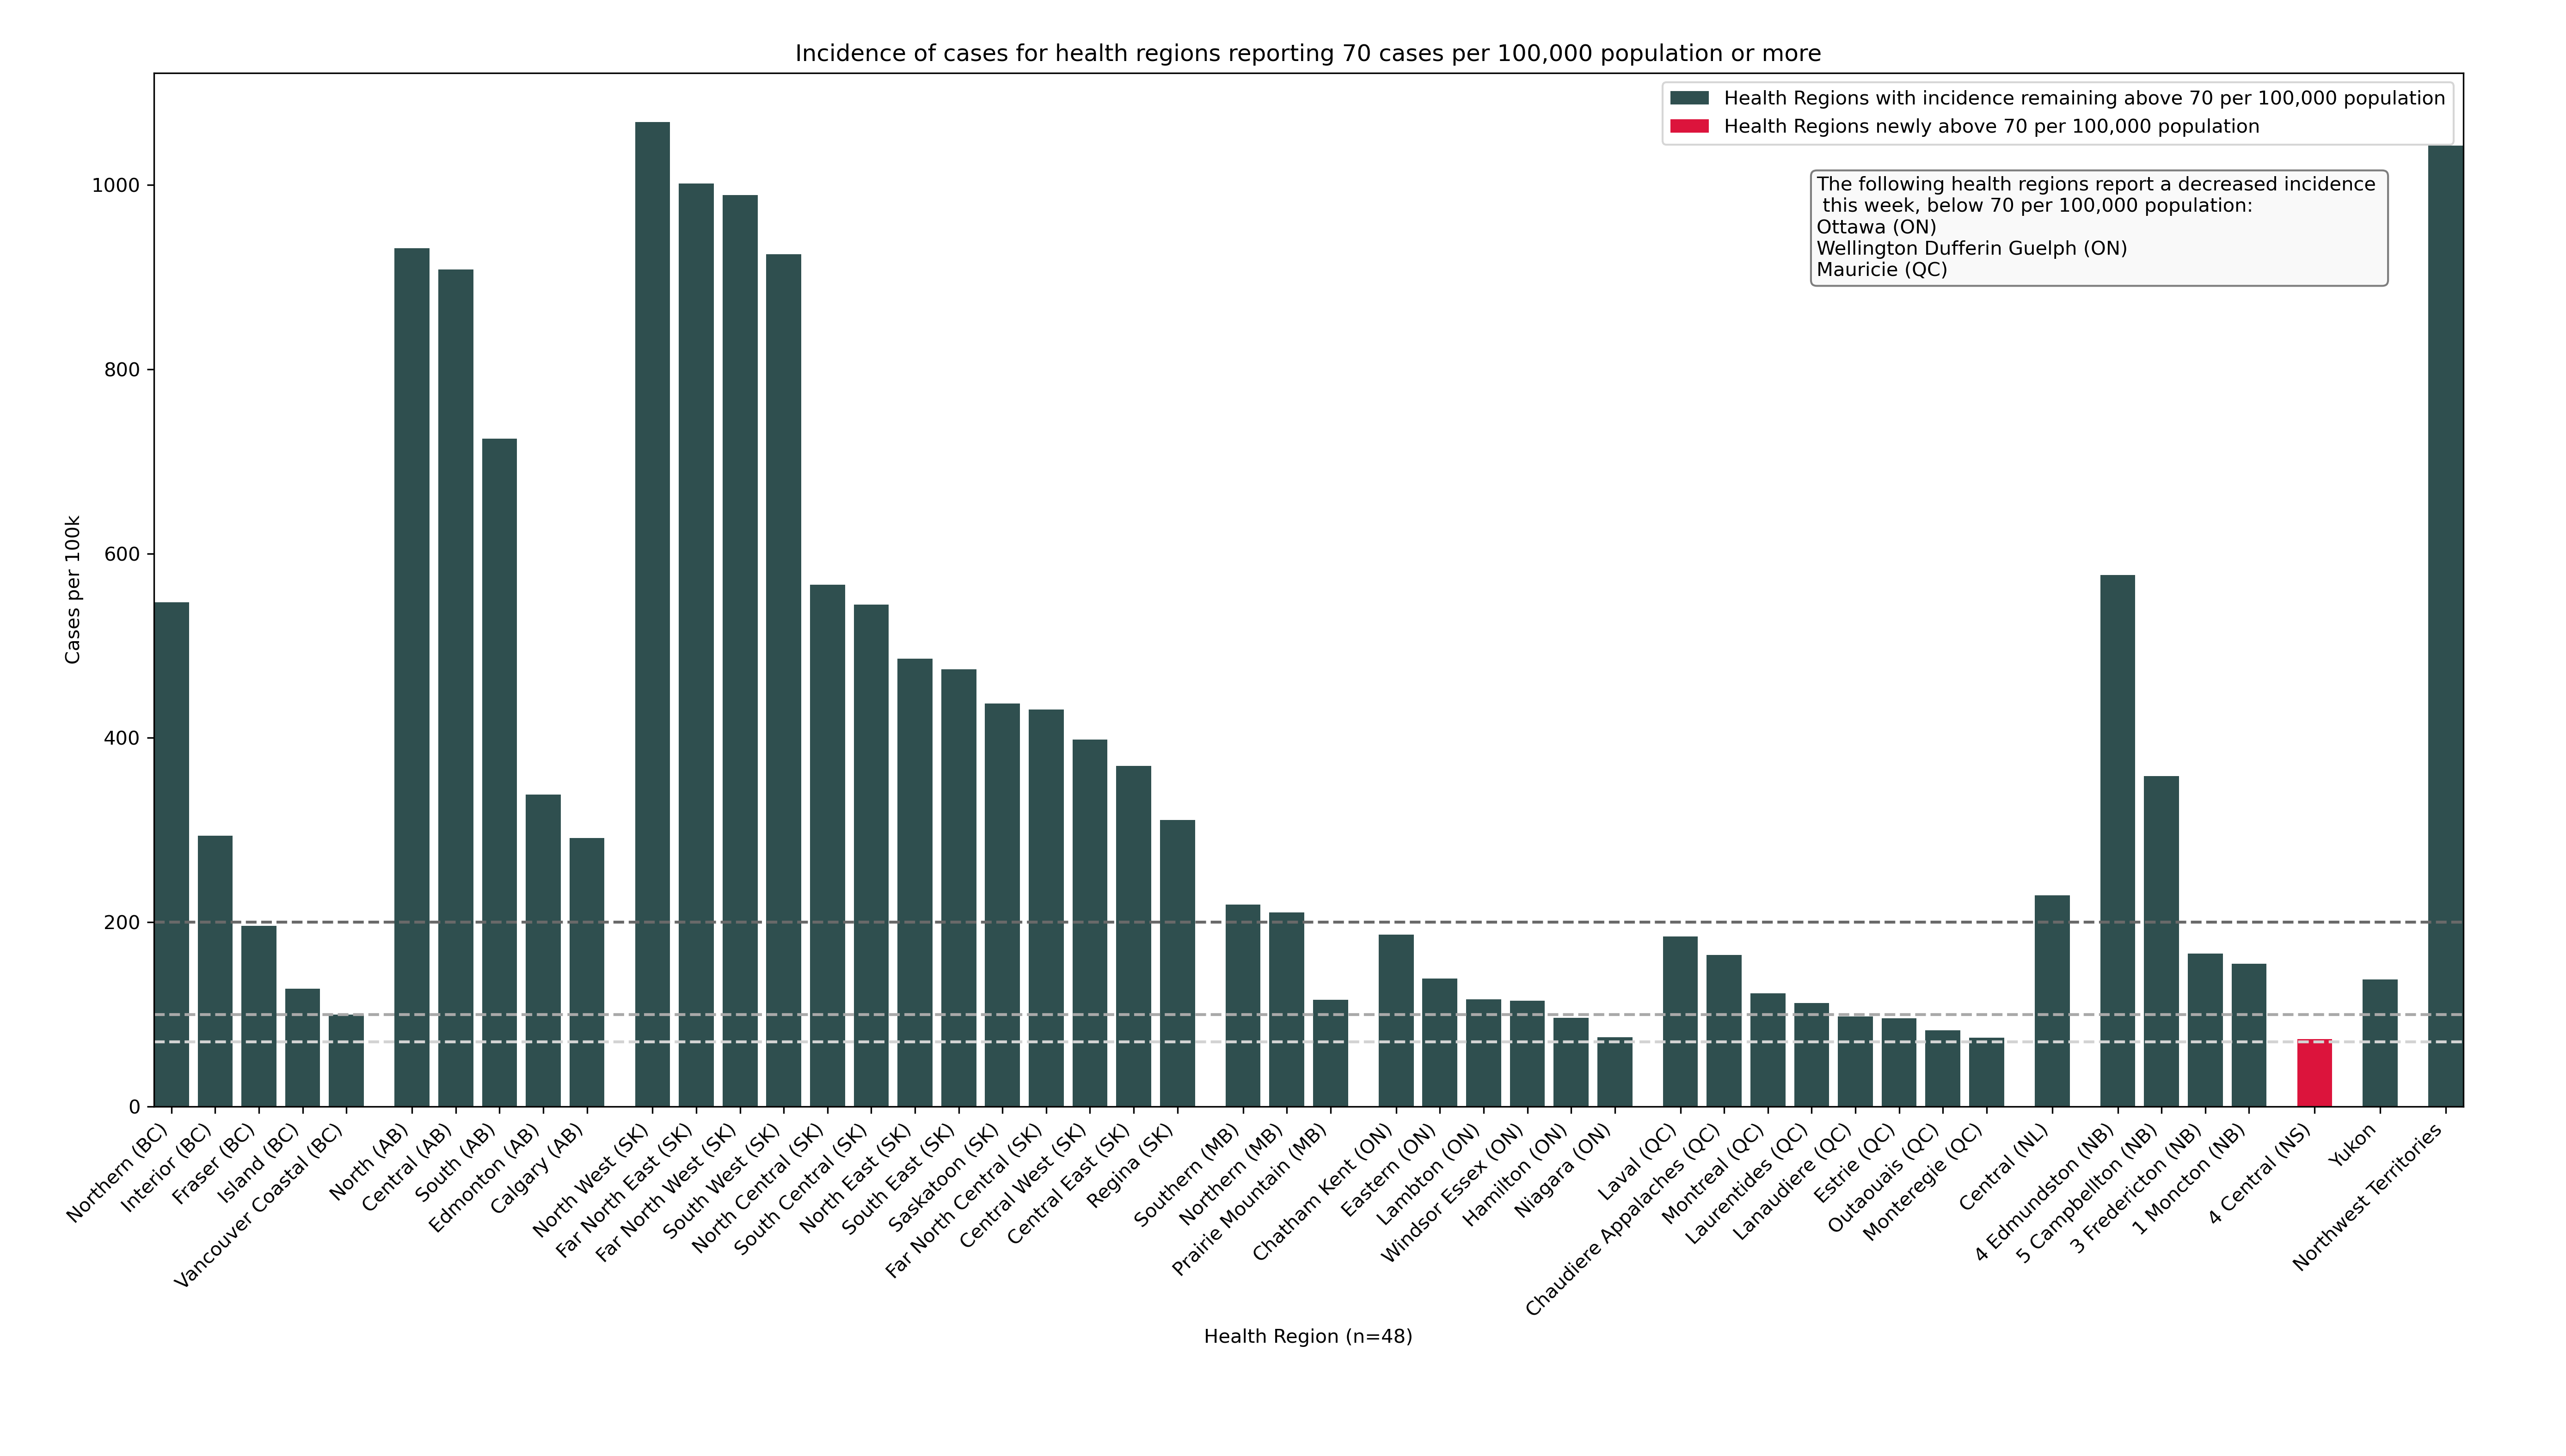 Incidence of cases for health regions reporting 70 cases per 100,000 population or more
Health Regions with incidence remaining above 70 per 100,000 population
Health Regions newly above 70 per 100,000 population
The following health regions report a decreased incidence
this week, below 70 per 100,000 population:
Ottawa (ON)
Wellington Dufferin Guelph (ON)
Mauricie (QC)
Cases per 100k
1000
800
600
400
200
0
Northern (BC)
Interior (BC)
Fraser (BC)
Island (BC)
Vancouver Coastal (BC)
North (AB)
Central (AB)
South (AB)
Edmonton (AB)
Calgary (AB)
North West (SK)
Far North East (SK)
Far North West (SK)
South West (SK)
North Central (SK)
South Central (SK)
North East (SK)
South East (SK)
Saskatoon (SK)
Far North Central (SK)
Central West (SK)
Central East (SK)
Regina (SK)
Southern (MB)
Northern (MB)
Prairie Mountain (MB)
Chatham Kent (ON)
Eastern (ON)
Lambton (ON)
Windsor Essex (ON)
Hamilton (ON)
Niagara (ON)
Laval (QC)
Chaudiere Appalaches (QC)
Montreal (QC)
Laurentides (QC)
Lanaudiere (QC)
Estrie (QC)
Outaouais (QC)
Monteregie (QC)
Central (NL)
4 Edmundston (NB)
5 Campbellton (NB)
3 Fredericton (NB)
1 Moncton (NB)
4 Central (NS)
Yukon
Northwest Territories
Health Region (n=48)